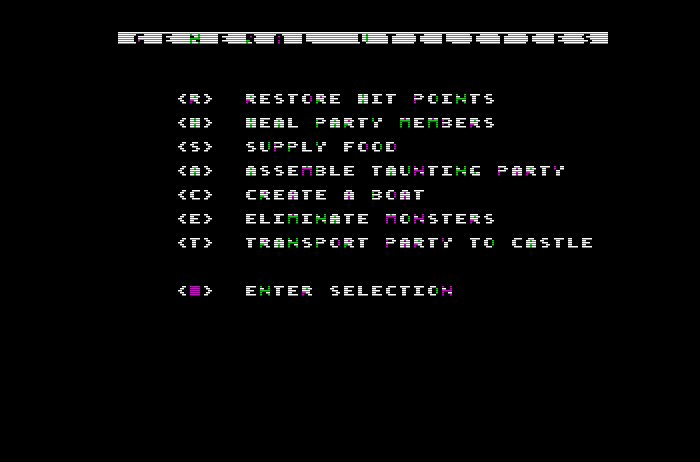 GENERAL UTILITIES
<R> RESTORE HIT POINTS
<H> HEAL PARTY MEMBERS
<S> SUPPLY FOOD
<A> ASSEMBLE TAUNTING PARTY
<C> CREATE A BOAT
<E> ELIMINATE MONSTERS
<T> TRANSPORT PARTY TO CASTLE
< > ENTER SELECTION